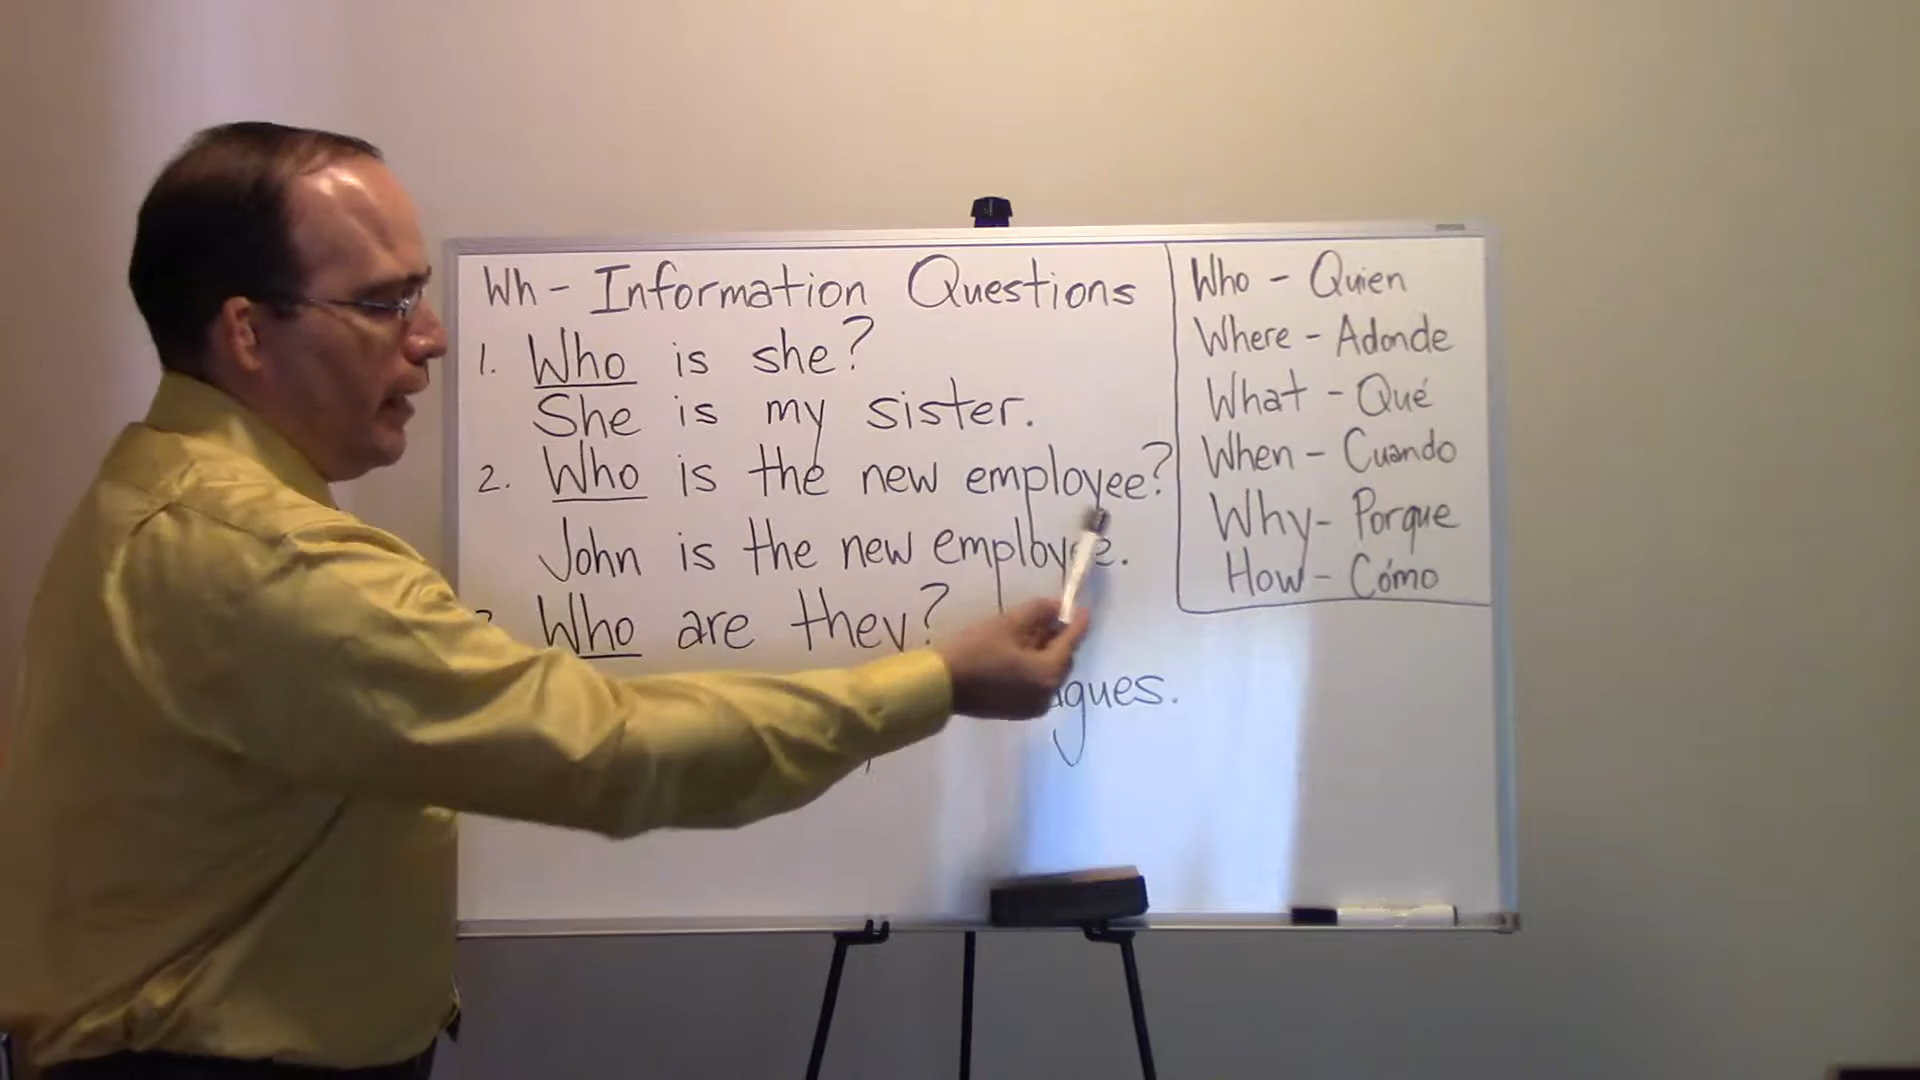 Wh - Information Questions
1. Who is she?
She is my sister.
2. Who is the new employee?
John is the new employee.
Who are they?
Who - Quien
Where - Adonde
What - Qué
When - Cuando
Why - Porque
How - Cómo